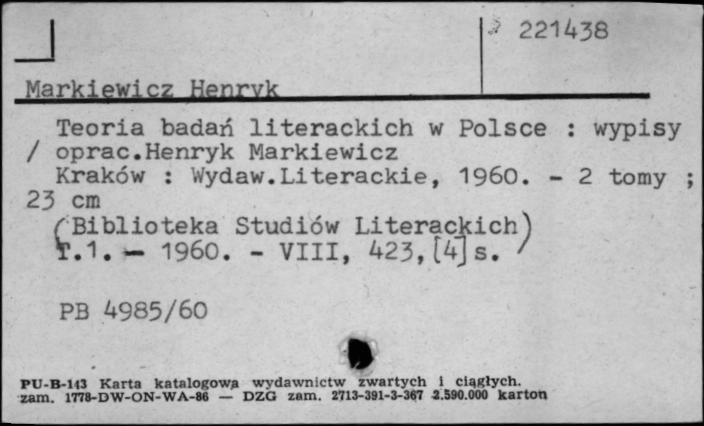 221438
Markiewicz Henryk
Teoria badań literackich w Polsce : wypisy
/ oprac.Henryk Markiewicz
Kraków : Wydaw.Literackie, 1960. - 2 tomy ;
23 cm
(Biblioteka Studiów Literackich)
T.1. — 1960. - VIII, 423,[4]s.
PB 4985/60
PU-B-143 Karta katalogowa wydawnictw zwartych i ciągłych.
zam. 1778-DW-ON-WA-86 — DZG zam. 2713-391-3-367 2.590.000 karton